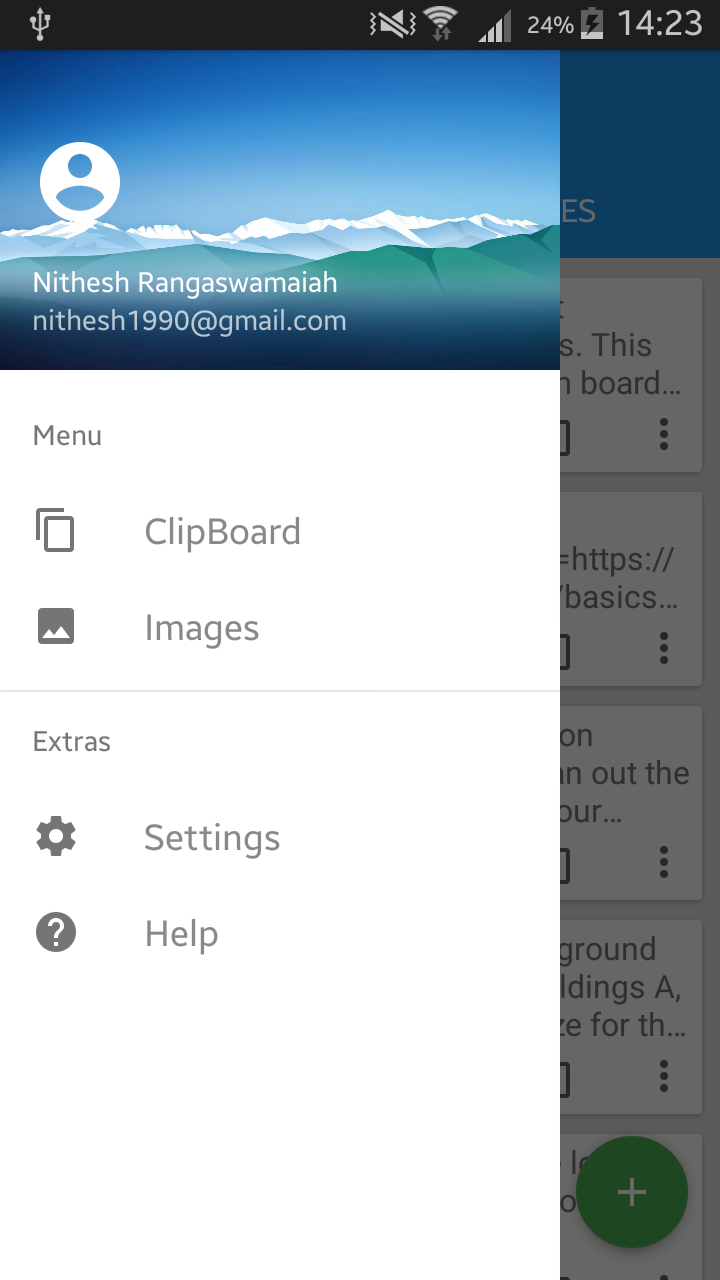 24% 14:23
ES
Nithesh Rangaswamaiah
nithesh1990@gmail.com
Menu
ClipBoard
Images
Extras
Settings
Help
s. This
board…
=https://
/basics…
on
an out the
our…
ground
ldings A,
ze for th…